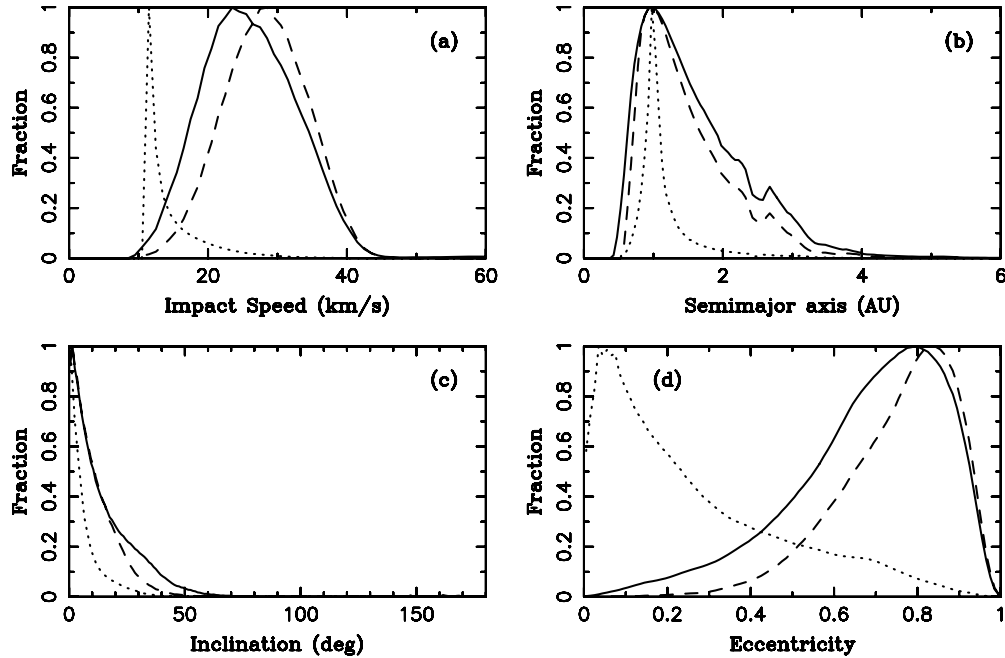 (a)
Fraction
0 0.2 0.4 0.6 0.8 1
0 20 40 60
Impact Speed (km/s)
(b)
Fraction
0 0.2 0.4 0.6 0.8 1
0 2 4 6
Semimajor axis (AU)
(c)
Fraction
0 0.2 0.4 0.6 0.8 1
0 50 100 150
Inclination (deg)
(d)
Fraction
0 0.2 0.4 0.6 0.8 1
0 0.2 0.4 0.6 0.8 1
Eccentricity